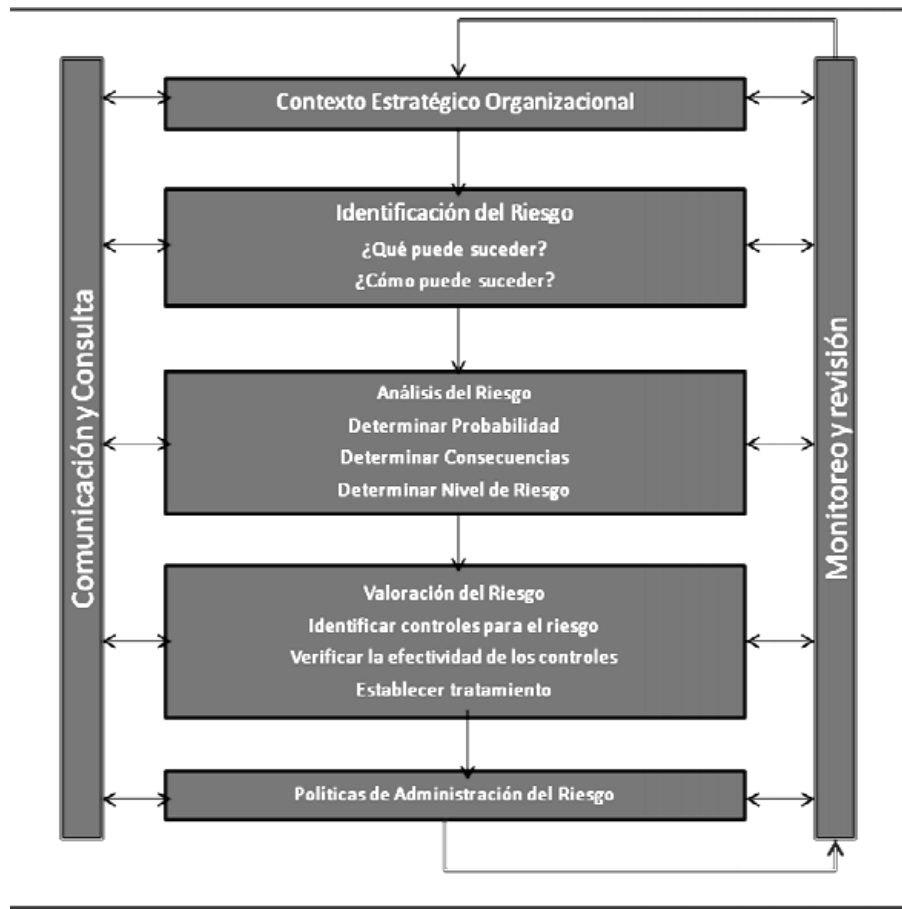 Contexto Estratégico Organizacional
Identificación del Riesgo
¿Qué puede suceder?
¿Cómo puede suceder?
Análisis del Riesgo
Determinar Probabilidad
Determinar Consecuencias
Determinar Nivel de Riesgo
Valoración del Riesgo
Identificar controles para el riesgo
Verificar la efectividad de los controles
Establecer tratamiento
Políticas de Administración del Riesgo
Comunicación y Consulta
Monitoreo y revisión